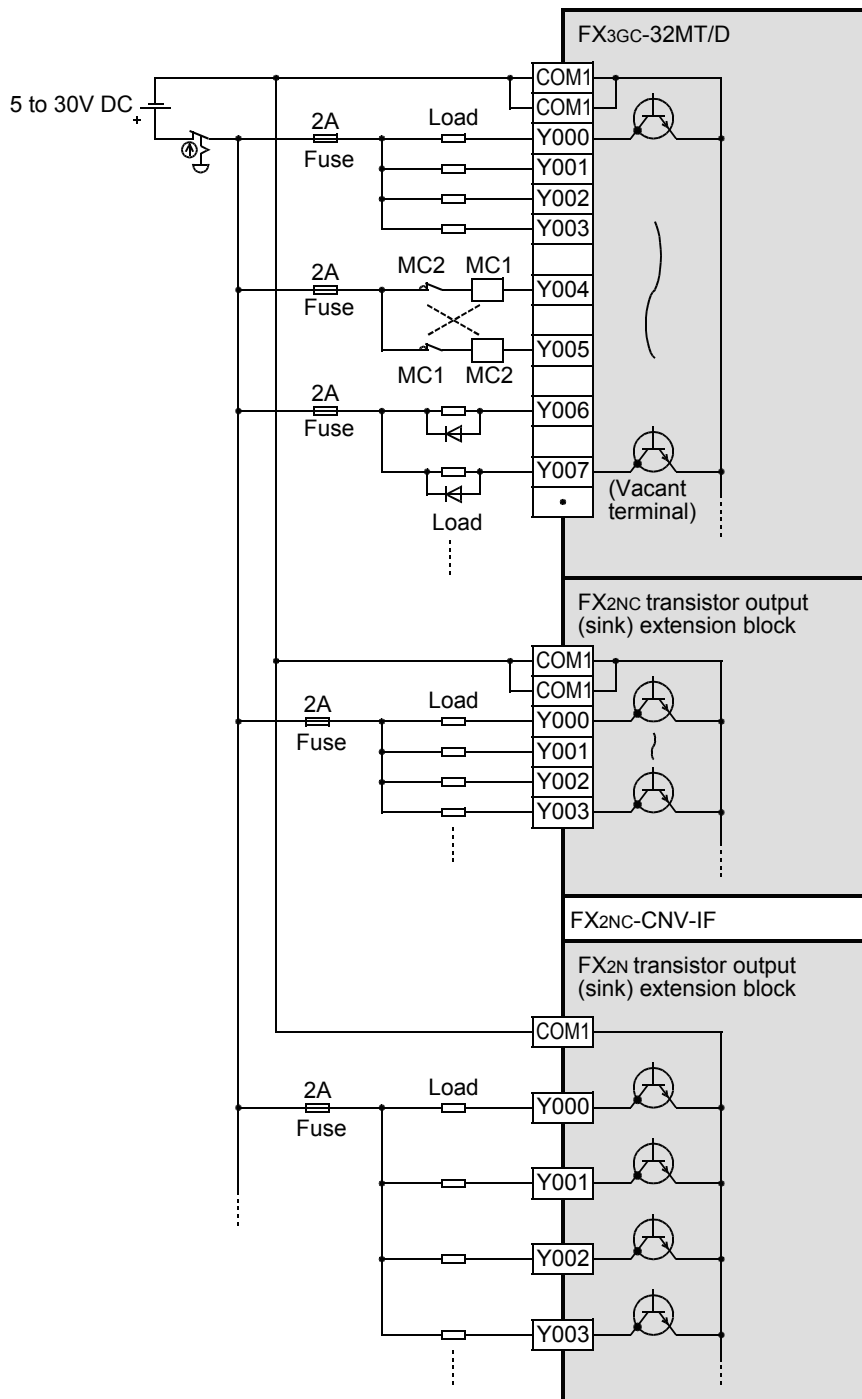 FX3GC-32MT/D
COM1
COM1
5 to 30V DC
+
2A
Fuse
Load
Y000
Y001
Y002
Y003
2A
Fuse
MC2
MC1
Y004
Y005
MC1
MC2
2A
Fuse
Y006
Y007
(Vacant
terminal)
Load
FX2NC transistor output
(sink) extension block
COM1
COM1
2A
Fuse
Load
Y000
Y001
Y002
Y003
FX2NC-CNV-IF
FX2N transistor output
(sink) extension block
COM1
2A
Fuse
Load
Y000
Y001
Y002
Y003